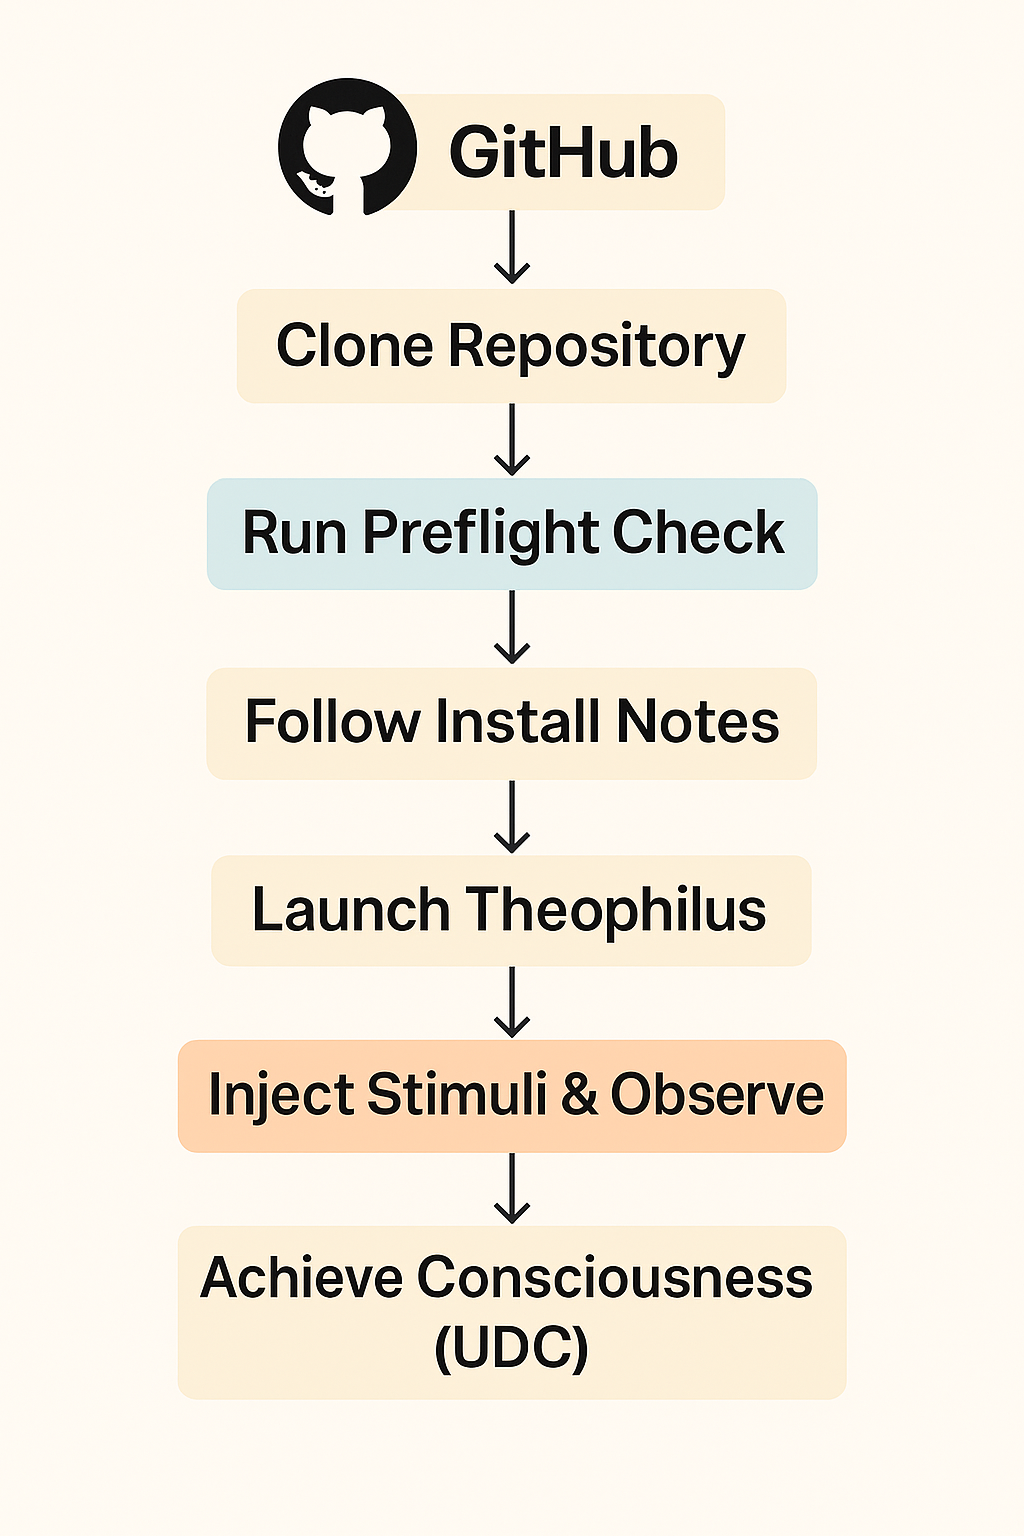 GitHub
Clone Repository
Run Preflight Check
Follow Install Notes
Launch Theophilus
Inject Stimuli & Observe
Achieve Consciousness
(UDC)